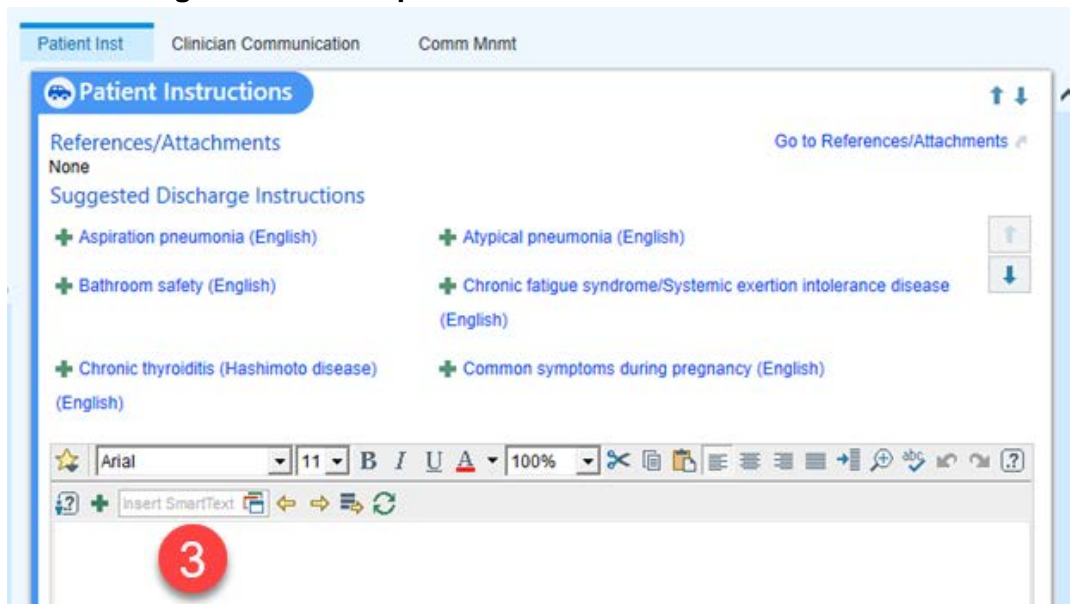 Patient Inst Clinician Communication Comm Mnmt
Patient Instructions
References/Attachments Go to References/Attachments
None
Suggested Discharge Instructions
Aspiration pneumonia (English) Atypical pneumonia (English)
Bathroom safety (English) Chronic fatigue syndrome/Systemic exertion intolerance disease
(English)
Chronic thyroiditis (Hashimoto disease) Common symptoms during pregnancy (English)
(English)
Arial 11 B I U A 100% abc ?
? Insert SmartText
3